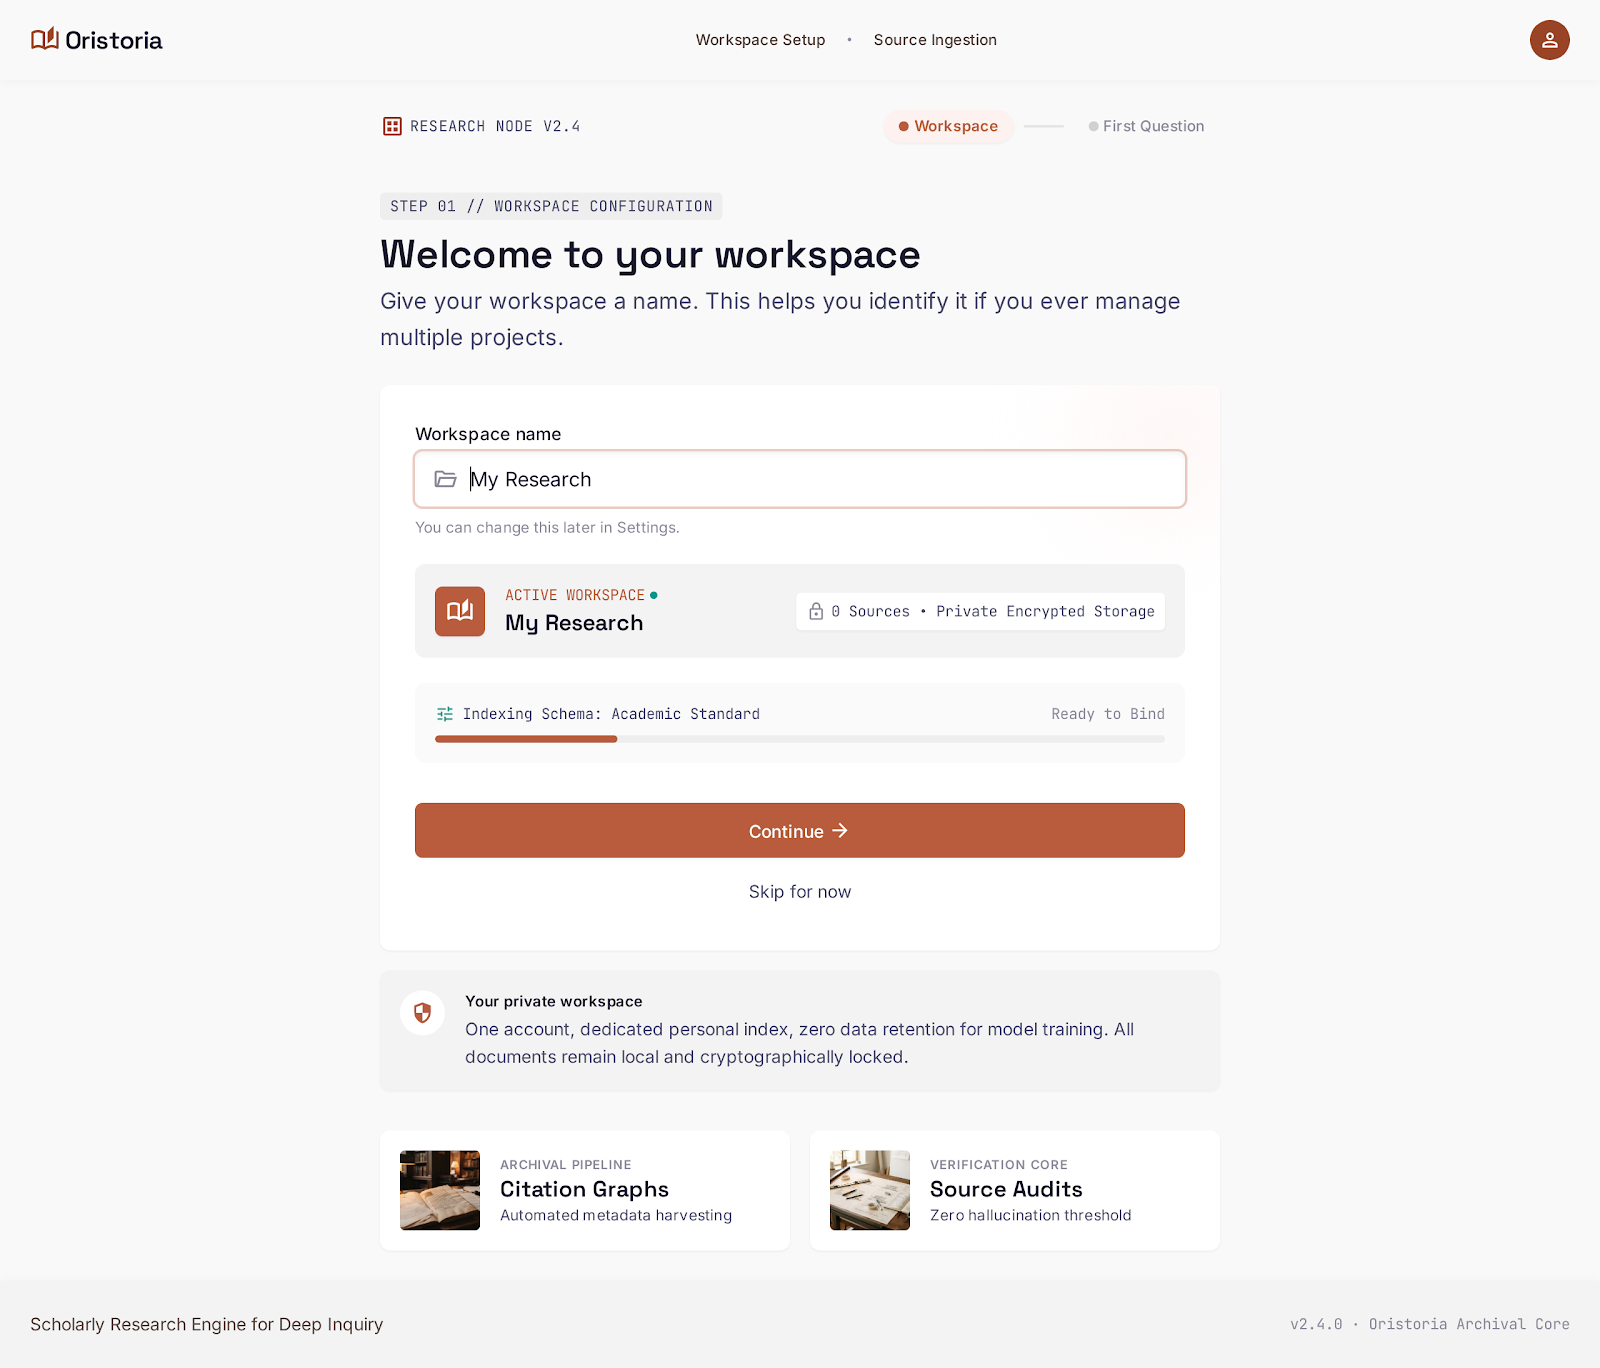 Oristoria
Workspace Setup • Source Ingestion
RESEARCH NODE V2.4
Workspace
First Question
STEP 01 // WORKSPACE CONFIGURATION
Welcome to your workspace
Give your workspace a name. This helps you identify it if you ever manage
multiple projects.
Workspace name
My Research
You can change this later in Settings.
ACTIVE WORKSPACE
My Research
0 Sources • Private Encrypted Storage
Indexing Schema: Academic Standard
Ready to Bind
Continue →
Skip for now
Your private workspace
One account, dedicated personal index, zero data retention for model training. All
documents remain local and cryptographically locked.
ARCHIVAL PIPELINE
Citation Graphs
Automated metadata harvesting
VERIFICATION CORE
Source Audits
Zero hallucination threshold
Scholarly Research Engine for Deep Inquiry
v2.4.0 · Oristoria Archival Core